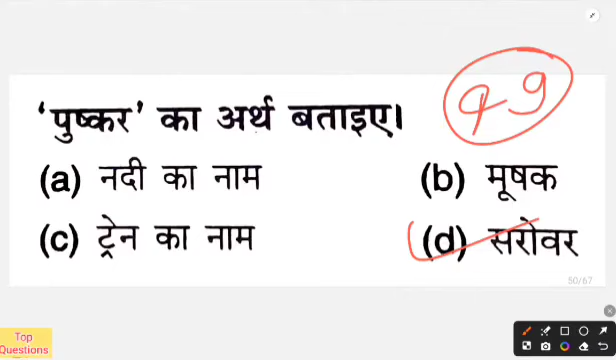 'पुष्कर' का अर्थ बताइए।
49
(a) नदी का नाम
(b) मूषक
(c) ट्रेन का नाम
(d) सरोवर
50/67
Top
Questions